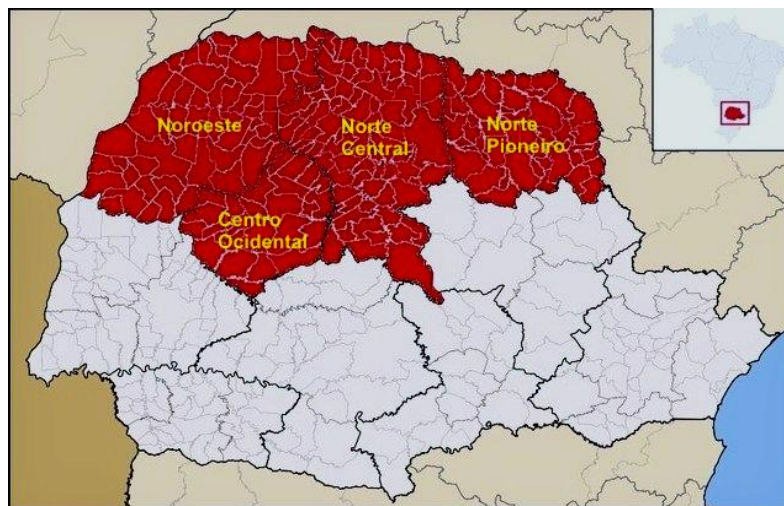 Noroeste
Norte
Central
Norte
Pioneiro
Centro
Ocidental